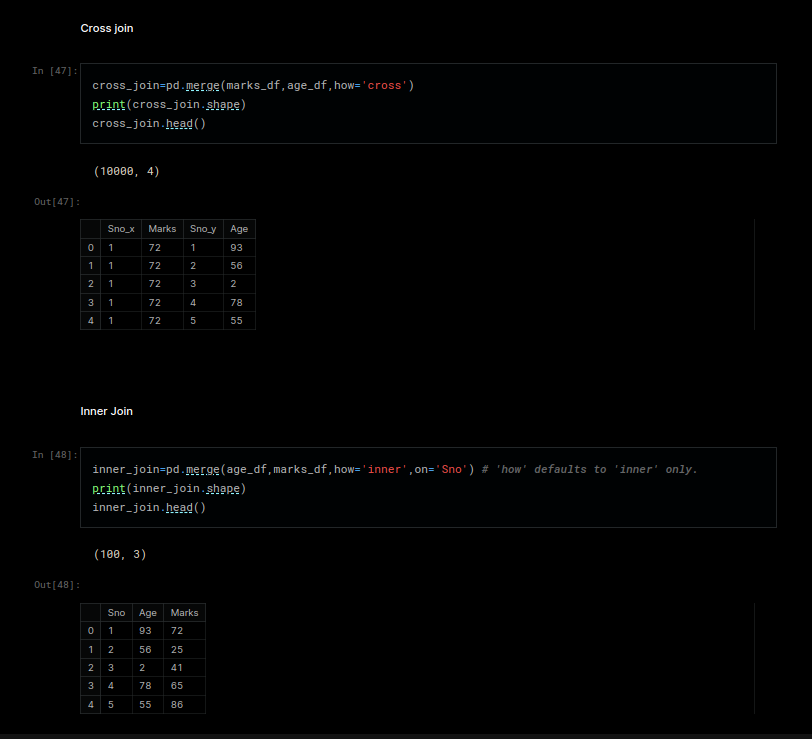 Cross join
In [47]:
cross_join=pd.merge(marks_df,age_df,how='cross')
print(cross_join.shape)
cross_join.head()
(10000, 4)
Out[47]:
Sno_x Marks Sno_y Age
0 1 72 1 93
1 1 72 2 56
2 1 72 3 2
3 1 72 4 78
4 1 72 5 55
Inner Join
In [48]:
inner_join=pd.merge(age_df,marks_df,how='inner',on='Sno') # 'how' defaults to 'inner' only.
print(inner_join.shape)
inner_join.head()
(100, 3)
Out[48]:
Sno Age Marks
0 1 93 72
1 2 56 25
2 3 2 41
3 4 78 65
4 5 55 86